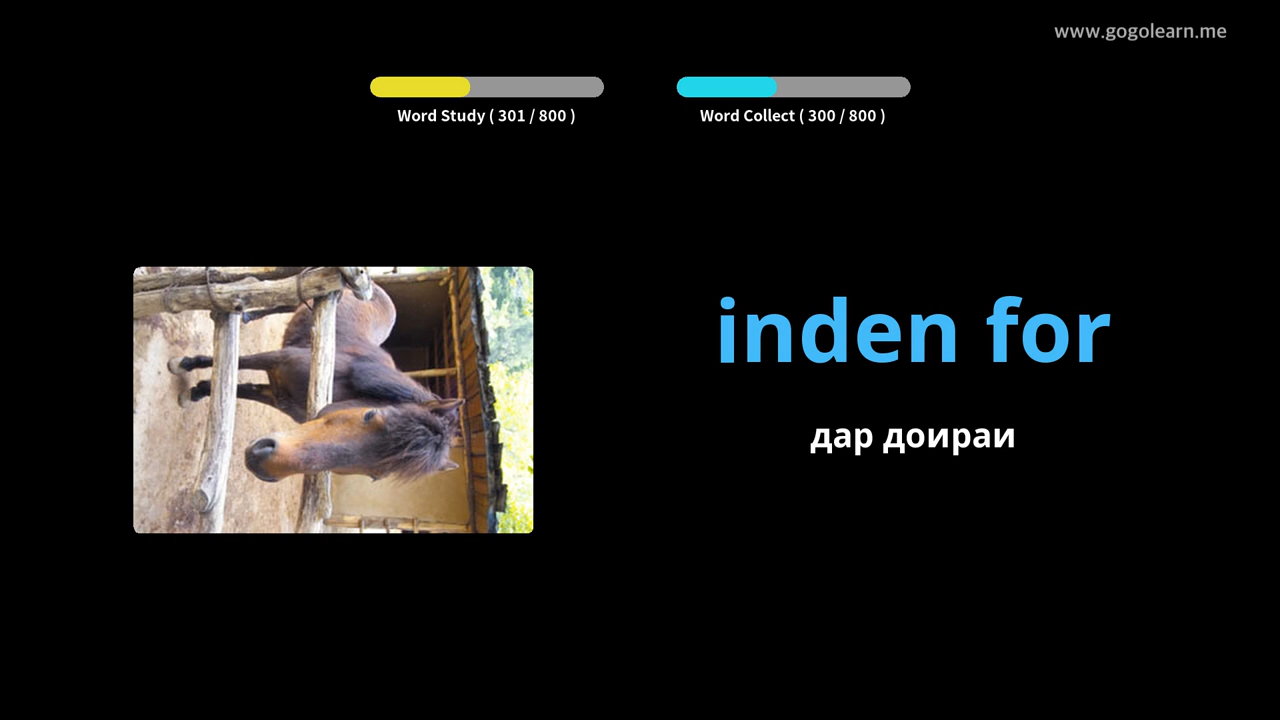 www.gogolearn.me
Word Study ( 301 / 800 )
Word Collect ( 300 / 800 )
inden for
дар доираи